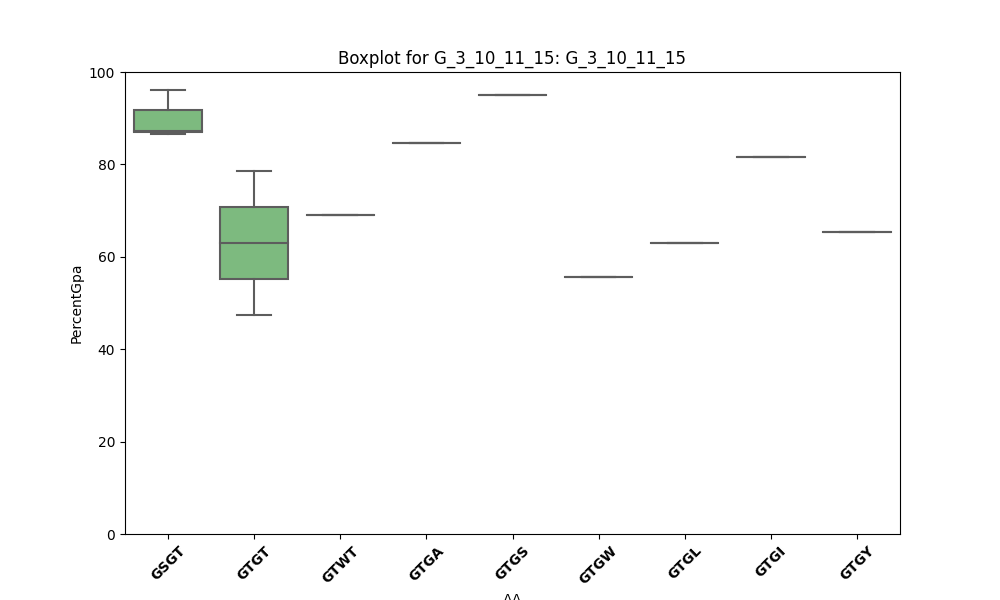 Boxplot for G_3_10_11_15: G_3_10_11_15
PercentGpa
100
80
60
40
20
0
GSGT
GTGT
GTWT
GTGA
GTGS
GTGW
GTGL
GTGI
GTGY
AA